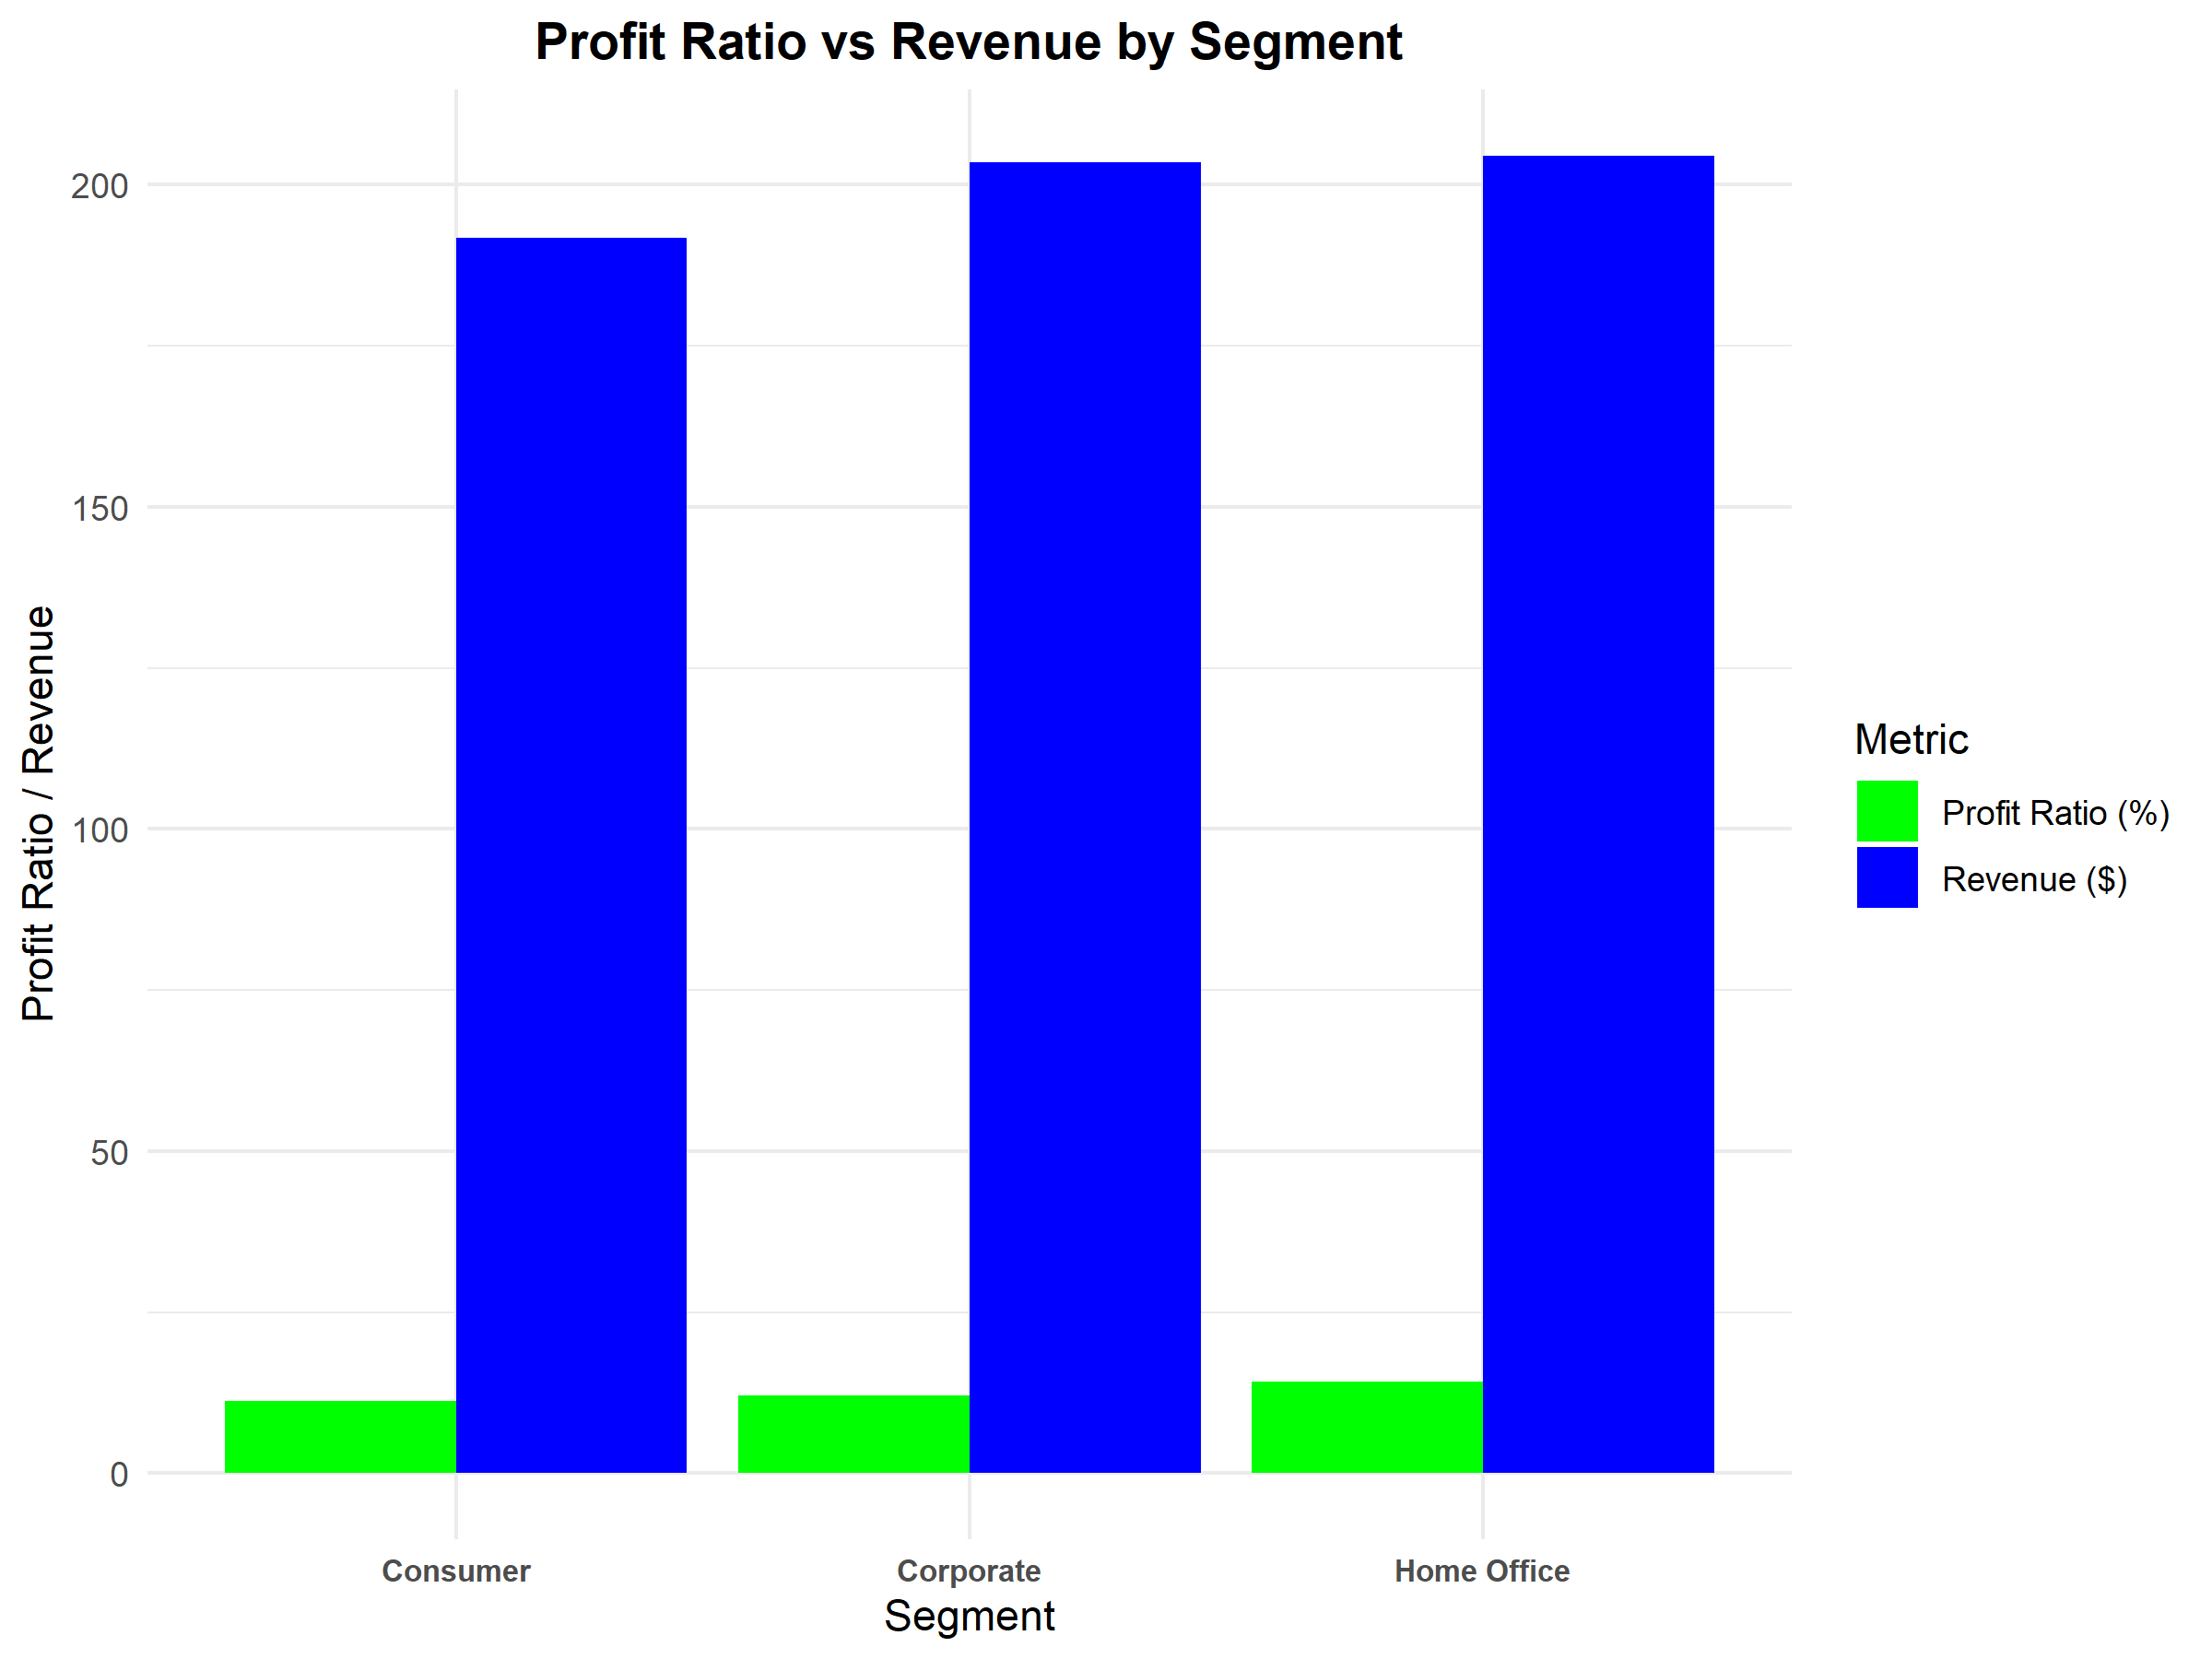 Profit Ratio vs Revenue by Segment
Profit Ratio / Revenue
200
150
100
50
0
Consumer Corporate Home Office
Segment
Metric
Profit Ratio (%)
Revenue ($)